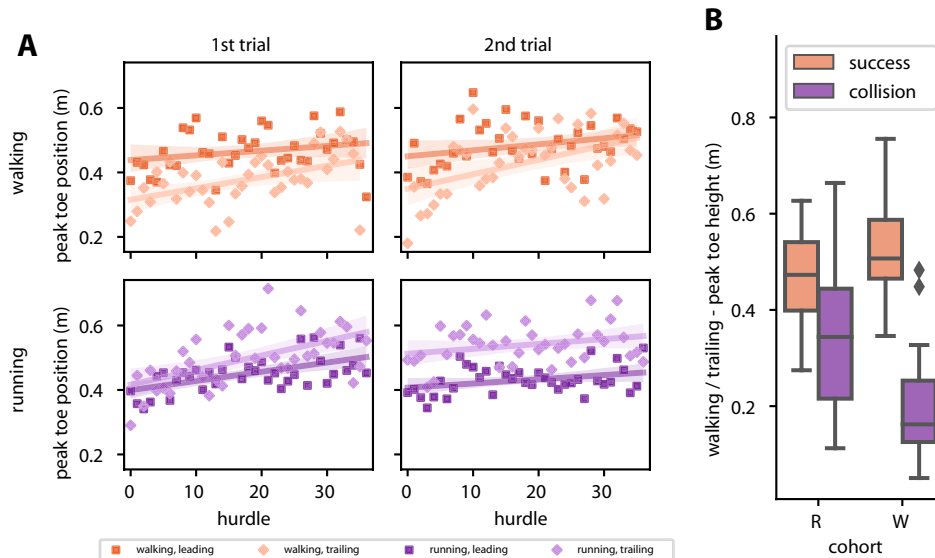 A
1st trial
2nd trial
walking
peak toe position (m)
0.6
0.4
0.2
running
peak toe position (m)
0.6
0.4
0.2
0 10 20 30
0 10 20 30
hurdle
hurdle
walking, leading
walking, trailing
running, leading
running, trailing
B
success
collision
walking / trailing - peak toe height (m)
0.8
0.6
0.4
0.2
R W
cohort